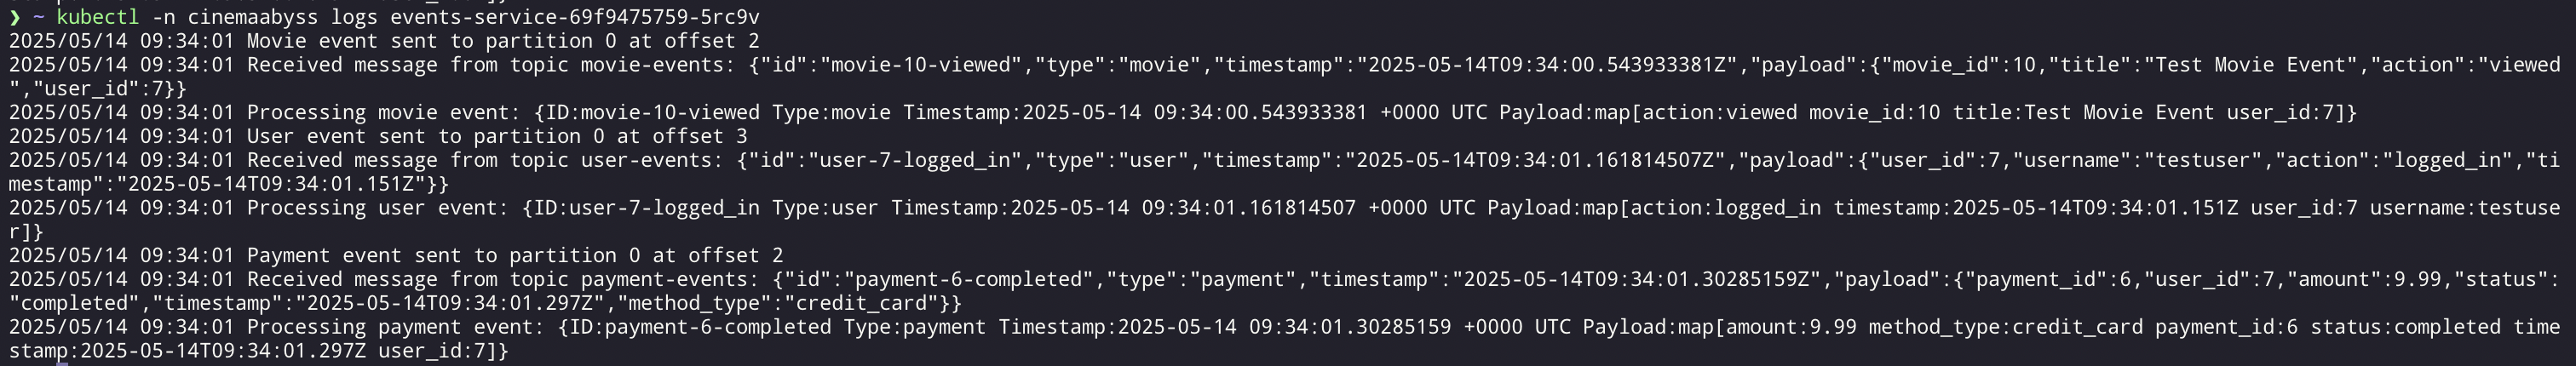 ❯ ~ kubectl -n cinemaabyss logs events-service-69f9475759-5rc9v
2025/05/14 09:34:01 Movie event sent to partition 0 at offset 2
2025/05/14 09:34:01 Received message from topic movie-events: {"id":"movie-10-viewed","type":"movie","timestamp":"2025-05-14T09:34:00.543933381Z","payload":{"movie_id":10,"title":"Test Movie Event","action":"viewed
","user_id":7}}
2025/05/14 09:34:01 Processing movie event: {ID:movie-10-viewed Type:movie Timestamp:2025-05-14 09:34:00.543933381 +0000 UTC Payload:map[action:viewed movie_id:10 title:Test Movie Event user_id:7]}
2025/05/14 09:34:01 User event sent to partition 0 at offset 3
2025/05/14 09:34:01 Received message from topic user-events: {"id":"user-7-logged_in","type":"user","timestamp":"2025-05-14T09:34:01.161814507Z","payload":{"user_id":7,"username":"testuser","action":"logged_in","ti
mestamp":"2025-05-14T09:34:01.151Z"}}
2025/05/14 09:34:01 Processing user event: {ID:user-7-logged_in Type:user Timestamp:2025-05-14 09:34:01.161814507 +0000 UTC Payload:map[action:logged_in timestamp:2025-05-14T09:34:01.151Z user_id:7 username:testuse
r]}
2025/05/14 09:34:01 Payment event sent to partition 0 at offset 2
2025/05/14 09:34:01 Received message from topic payment-events: {"id":"payment-6-completed","type":"payment","timestamp":"2025-05-14T09:34:01.30285159Z","payload":{"payment_id":6,"user_id":7,"amount":9.99,"status":
"completed","timestamp":"2025-05-14T09:34:01.297Z","method_type":"credit_card"}}
2025/05/14 09:34:01 Processing payment event: {ID:payment-6-completed Type:payment Timestamp:2025-05-14 09:34:01.30285159 +0000 UTC Payload:map[amount:9.99 method_type:credit_card payment_id:6 status:completed time
stamp:2025-05-14T09:34:01.297Z user_id:7]}